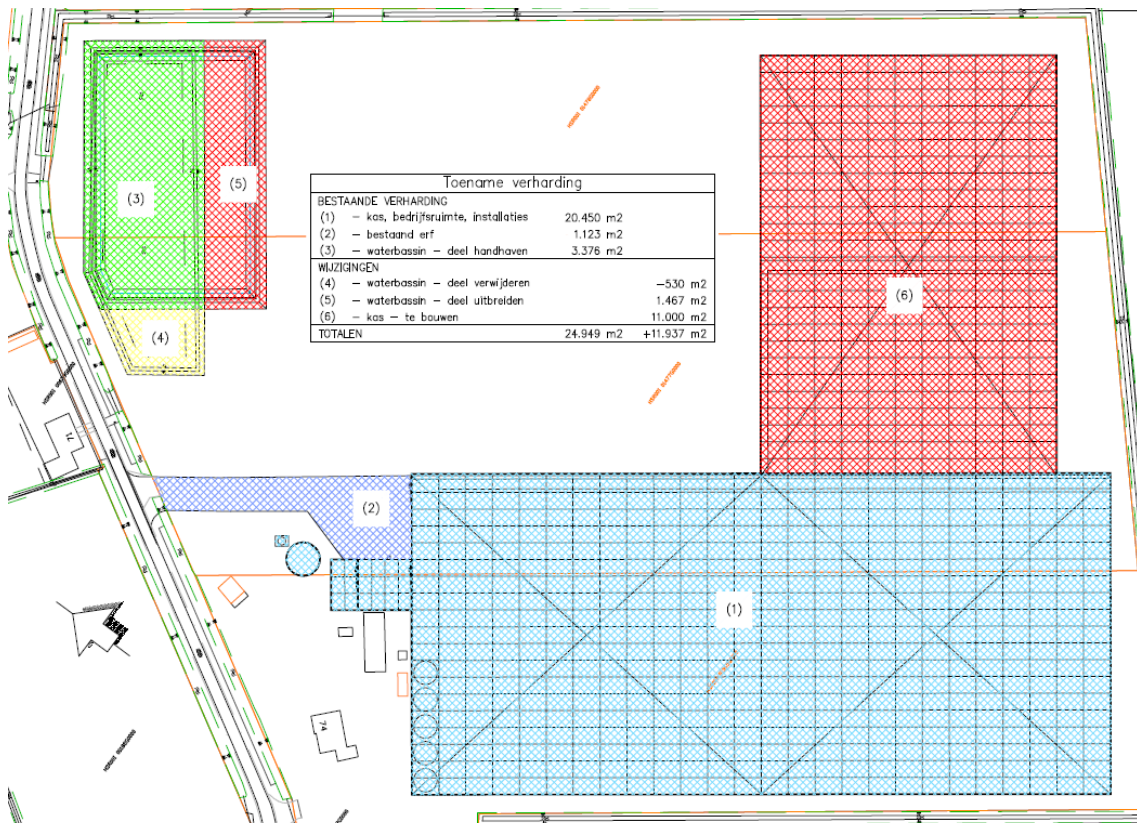 (3)
(5)
(4)
Toename verharding
BESTAANDE VERHARDING
(1) – kas, bedrijfsruimte, installaties 20.450 m2
(2) – bestaand erf 1.123 m2
(3) – waterbassin – deel handhaven 3.376 m2
WIJZIGINGEN
(4) – waterbassin – deel verwijderen –530 m2
(5) – waterbassin – deel uitbreiden 1.467 m2
(6) – kas – te bouwen 11.000 m2
TOTALEN 24.949 m2 +11.937 m2
(6)
71
(2)
(1)
74